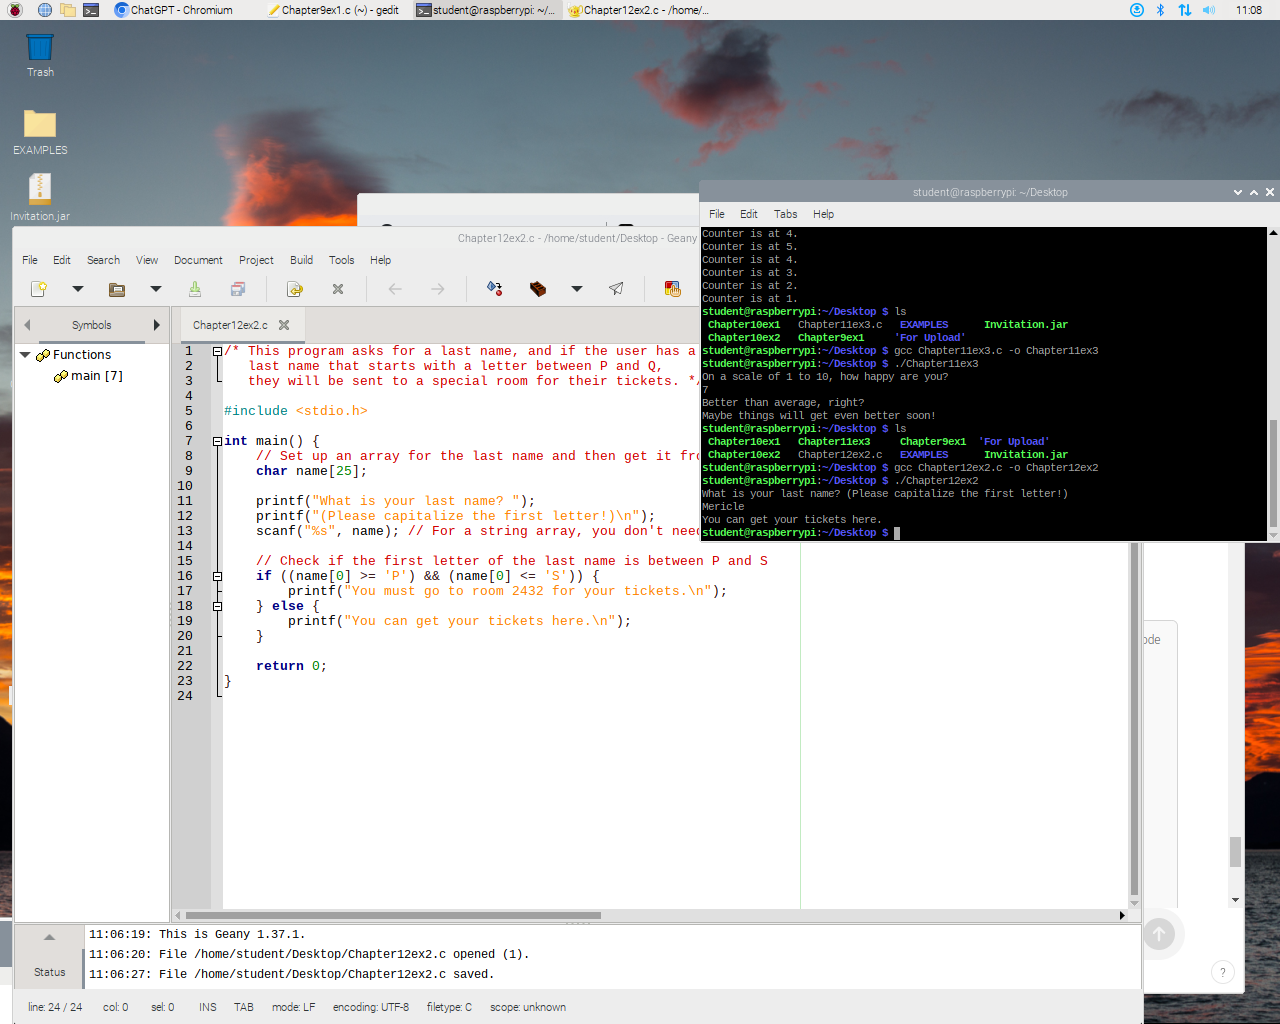 ChatGPT - Chromium
Chapter9ex1.c (~) - gedit
student@raspberrypi: ~/...
Chapter12ex2.c - /home/...
11:08
Trash
EXAMPLES
Invitation.jar
student@raspberrypi: ~/Desktop
File Edit Tabs Help
Counter is at 4.
Counter is at 5.
Counter is at 4.
Counter is at 3.
Counter is at 2.
Counter is at 1.
student@raspberrypi:~/Desktop $ ls
Chapter10ex1 Chapter11ex3.c EXAMPLES Invitation.jar
Chapter10ex2 Chapter9ex1 'For Upload'
student@raspberrypi:~/Desktop $ gcc Chapter11ex3.c -o Chapter11ex3
student@raspberrypi:~/Desktop $ ./Chapter11ex3
On a scale of 1 to 10, how happy are you?
7
Better than average, right?
Maybe things will get even better soon!
student@raspberrypi:~/Desktop $ ls
Chapter10ex1 Chapter11ex3 Chapter9ex1 'For Upload'
Chapter10ex2 Chapter12ex2.c EXAMPLES Invitation.jar
student@raspberrypi:~/Desktop $ gcc Chapter12ex2.c -o Chapter12ex2
student@raspberrypi:~/Desktop $ ./Chapter12ex2
What is your last name? (Please capitalize the first letter!)
Mericle
You can get your tickets here.
student@raspberrypi:~/Desktop $
Chapter12ex2.c - /home/student/Desktop - Geany
File Edit Search View Document Project Build Tools Help
Symbols
Chapter12ex2.c
Functions
main [7]
1 /* This program asks for a last name, and if the user has a
2 last name that starts with a letter between P and Q,
3 they will be sent to a special room for their tickets. */
4
5 #include <stdio.h>
6
7 int main() {
8 // Set up an array for the last name and then get it fro
9 char name[25];
10
11 printf("What is your last name? ");
12 printf("(Please capitalize the first letter!)\n");
13 scanf("%s", name); // For a string array, you don't need
14
15 // Check if the first letter of the last name is between P and S
16 if ((name[0] >= 'P') && (name[0] <= 'S')) {
17 printf("You must go to room 2432 for your tickets.\n");
18 } else {
19 printf("You can get your tickets here.\n");
20 }
21
22 return 0;
23 }
24
ode
?
Status
11:06:19: This is Geany 1.37.1.
11:06:20: File /home/student/Desktop/Chapter12ex2.c opened (1).
11:06:27: File /home/student/Desktop/Chapter12ex2.c saved.
line: 24 / 24 col: 0 sel: 0 INS TAB mode: LF encoding: UTF-8 filetype: C scope: unknown